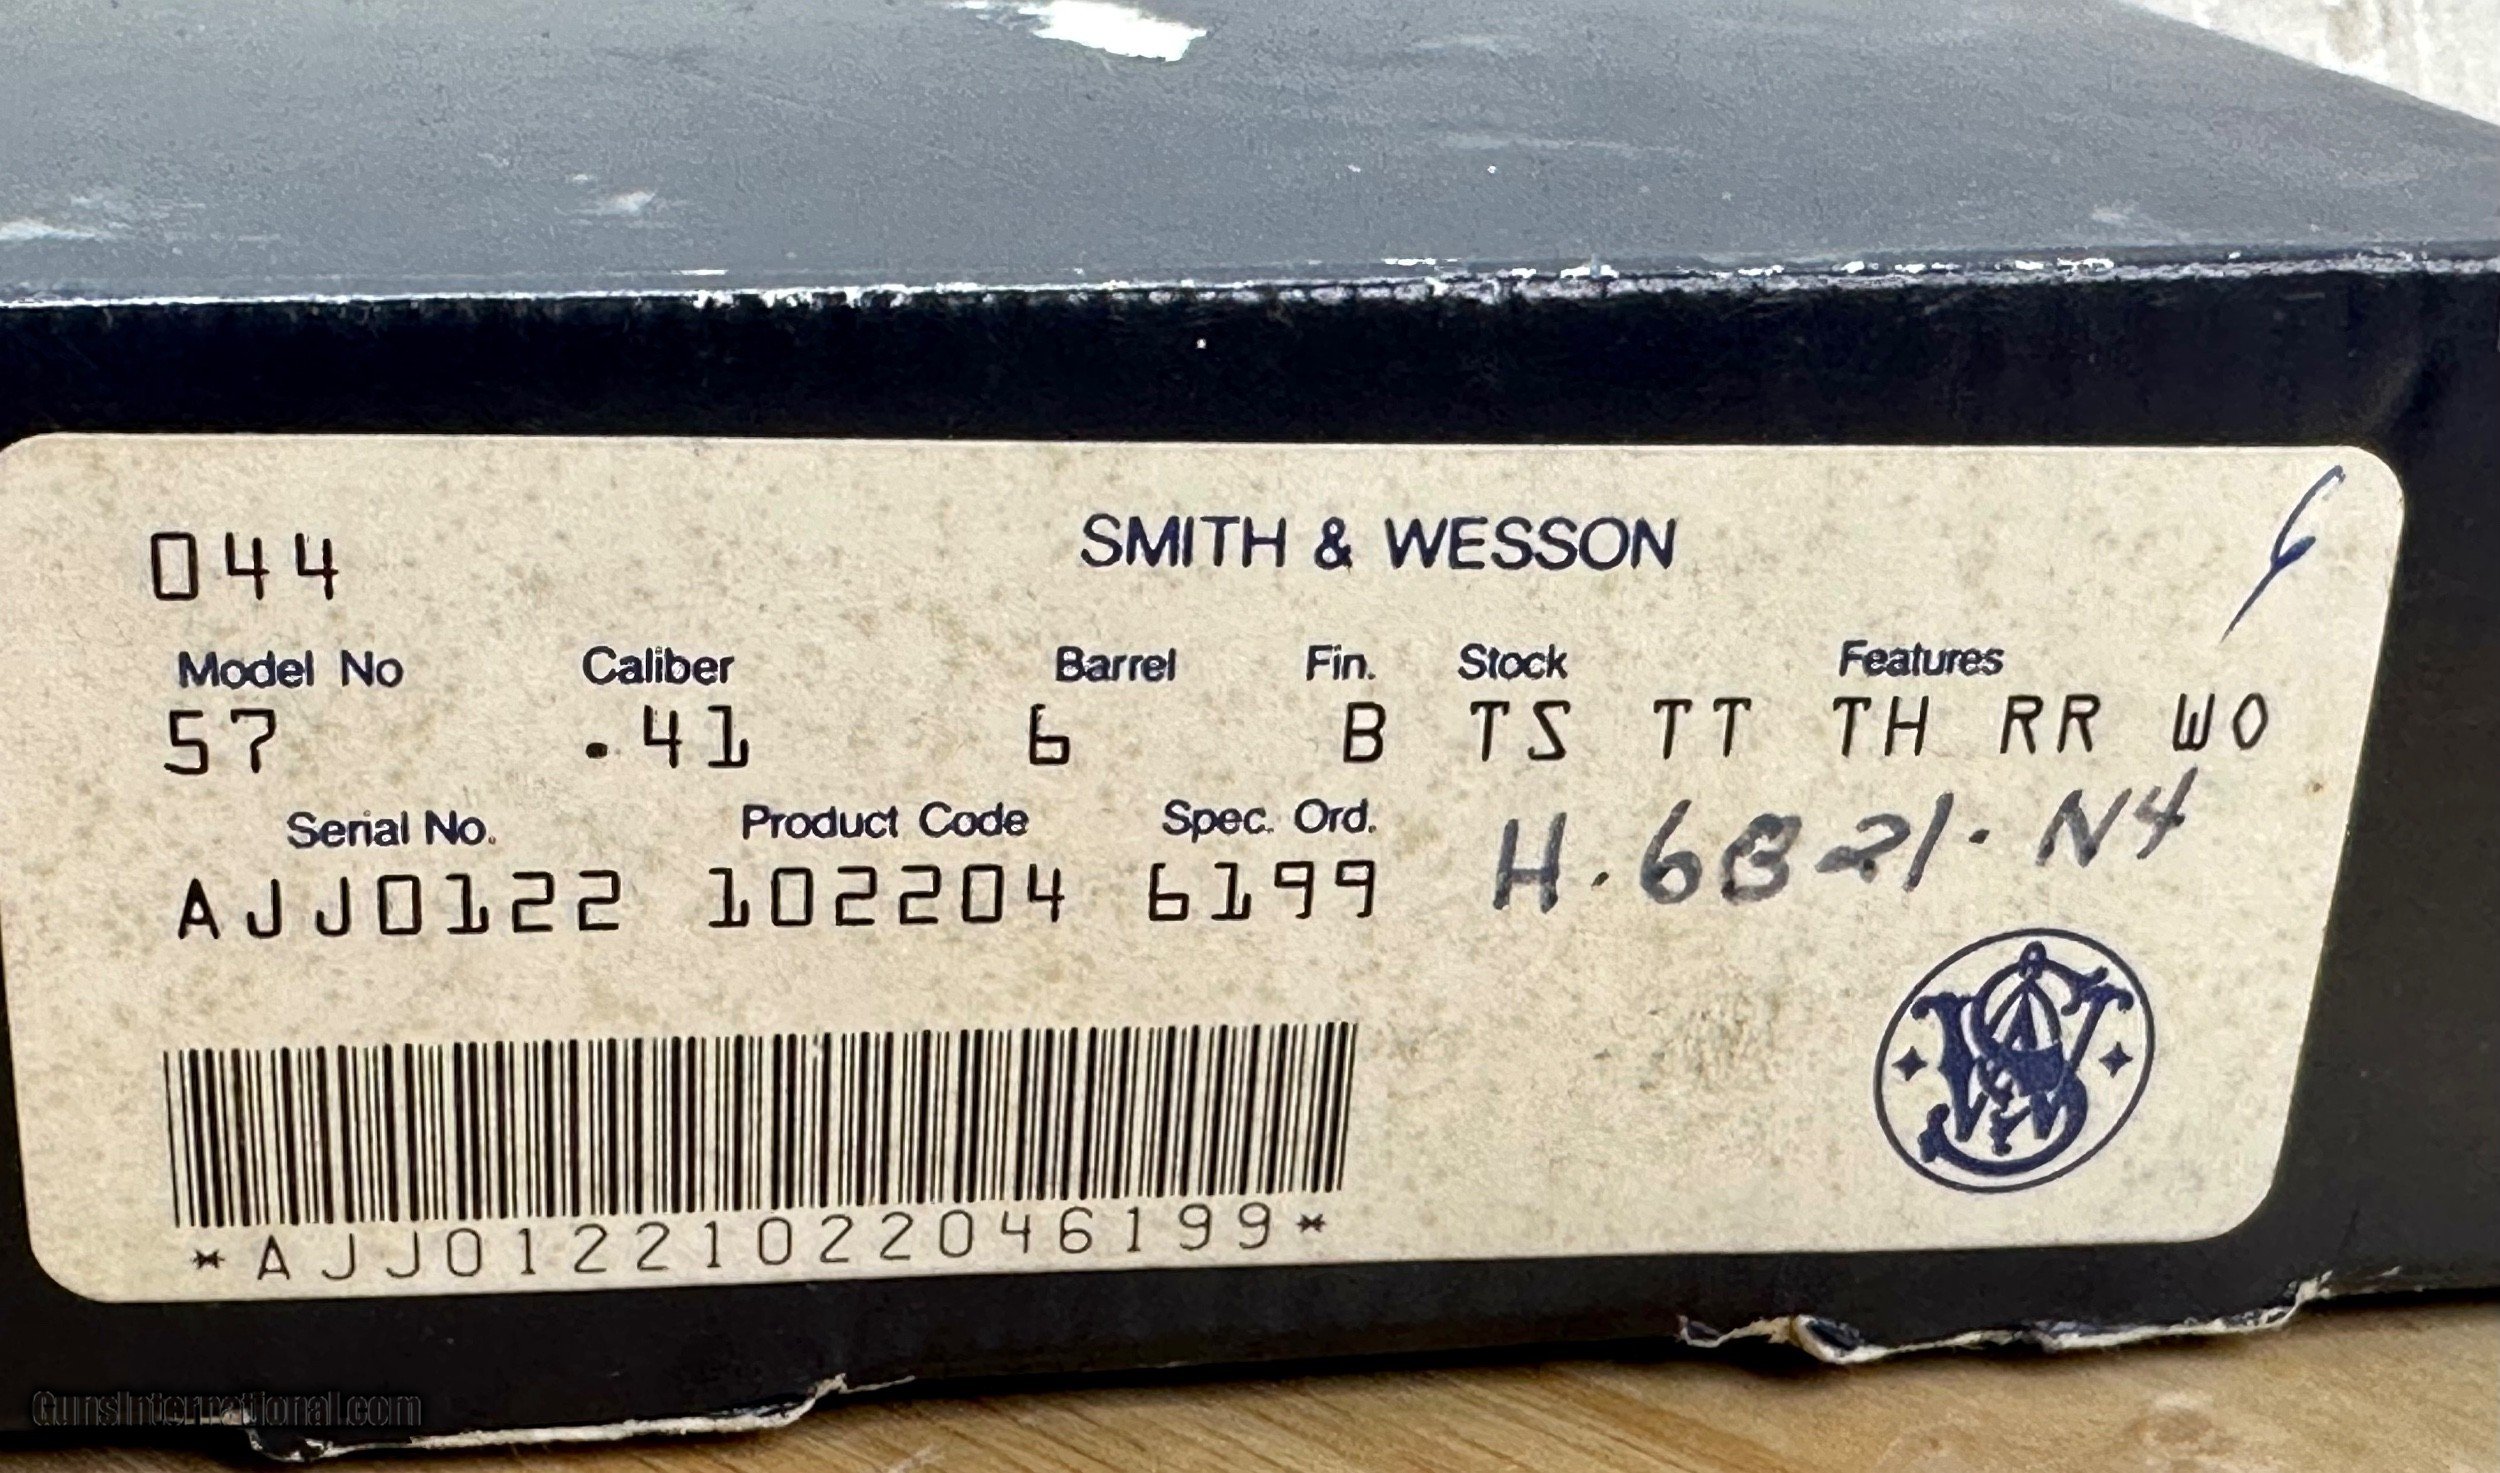 044
SMITH & WESSON
6
Model No Caliber Barrel Fin. Stock Features
57 .41 6 B TS TT TH RR WO
Serial No. Product Code Spec. Ord.
AJJ0122 102204 6199
H.6B21.N4
*AJJ01221022046199*
GunsInternational.com